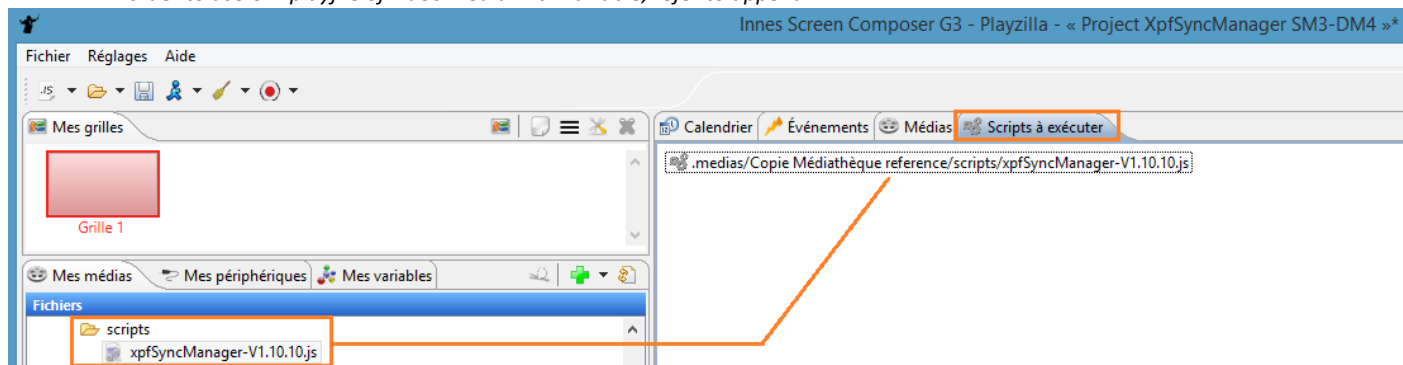 Innes Screen Composer G3 - Playzilla - « Project XpfSyncManager SM3-DM4 »*
Fichier Réglages Aide
JS
Mes grilles
Calendrier Événements Médias Scripts à exécuter
.medias/Copie Médiathèque reference/scripts/xpfSyncManager-V1.10.10.js
Grille 1
Mes médias Mes périphériques Mes variables
Fichiers
scripts
xpfSyncManager-V1.10.10.js